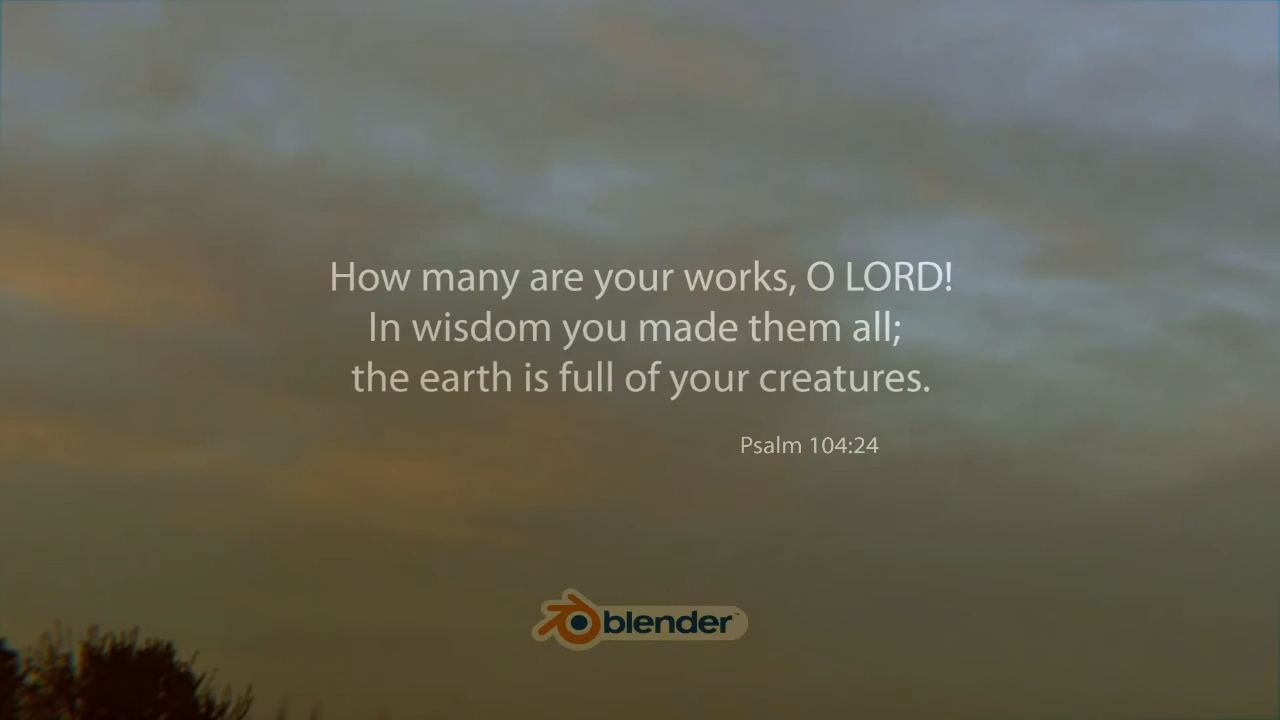 How many are your works, O LORD!
In wisdom you made them all;
the earth is full of your creatures.
Psalm 104:24
blender™